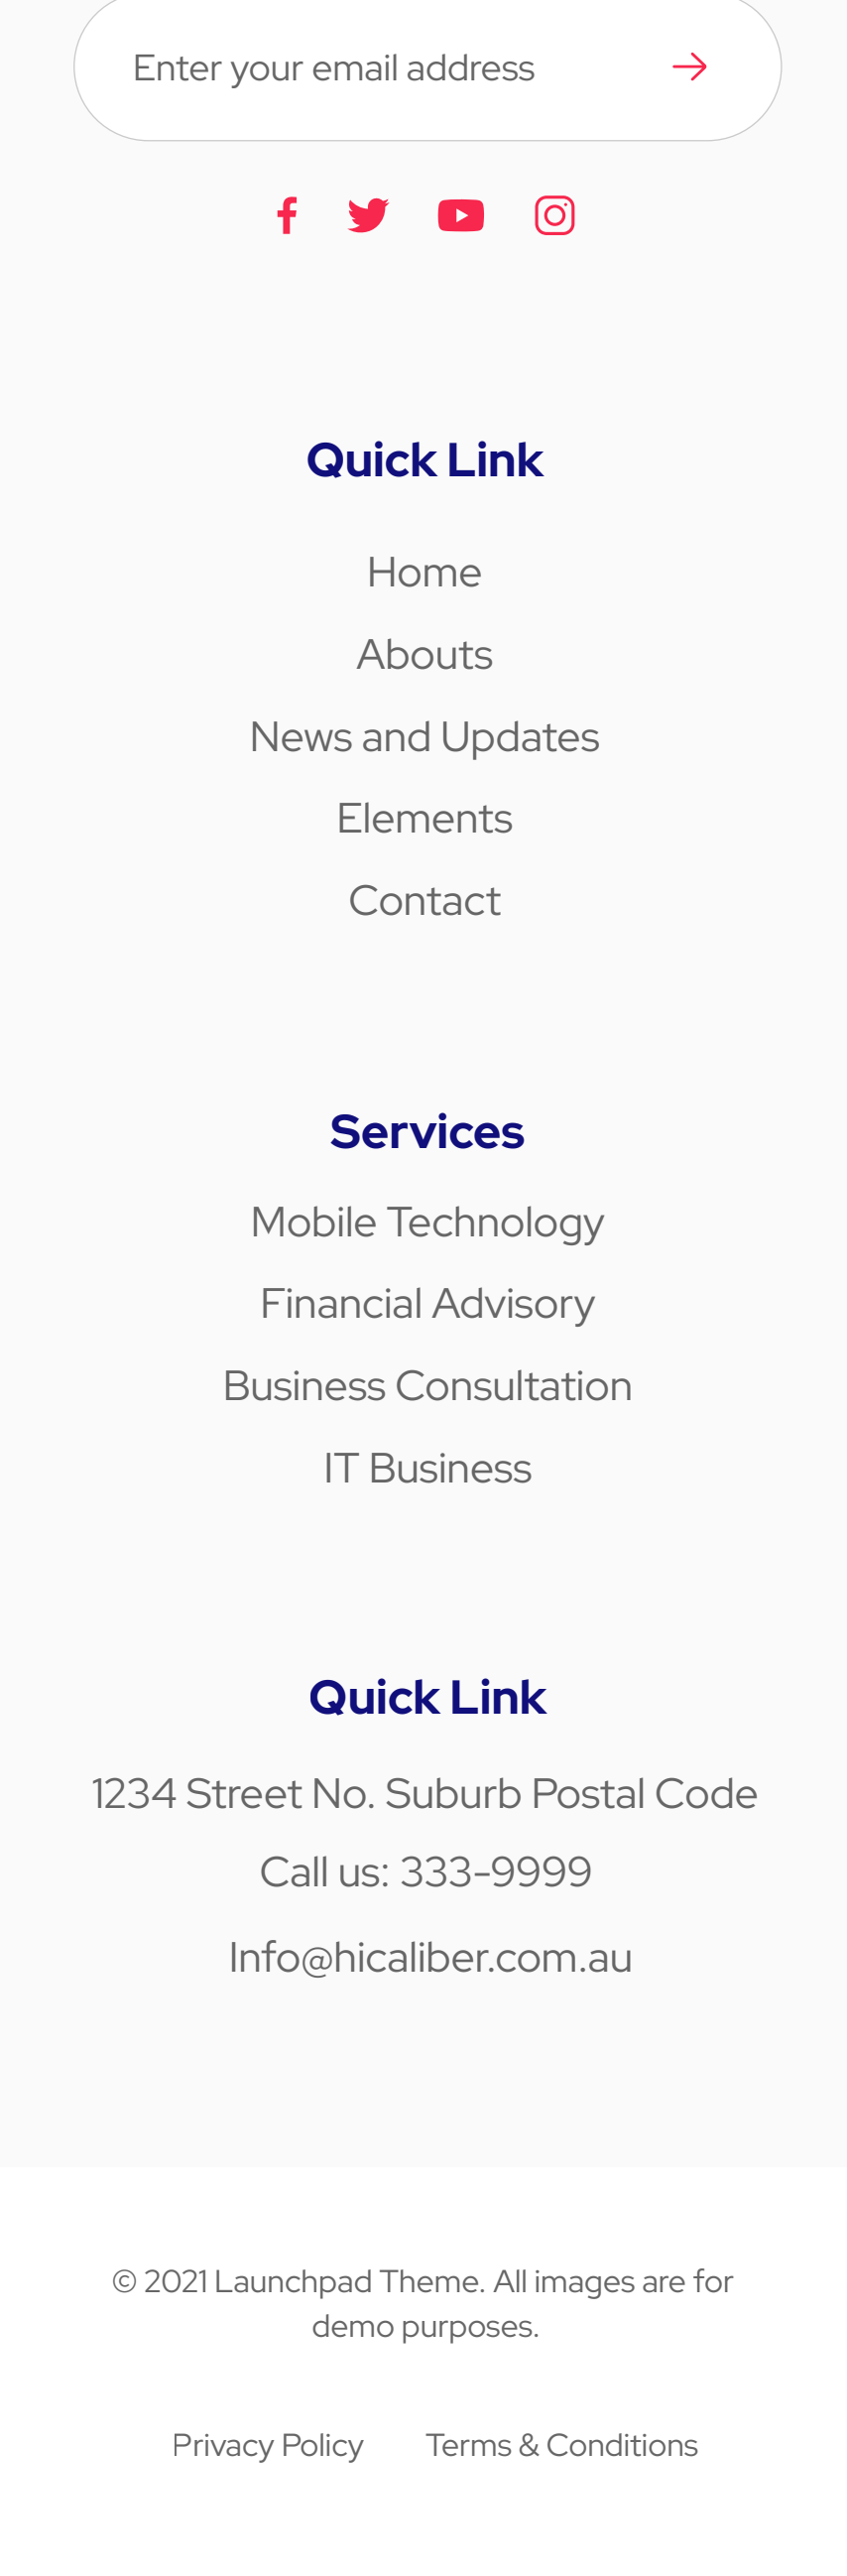 Enter your email address
Quick Link
Home
Abouts
News and Updates
Elements
Contact
Services
Mobile Technology
Financial Advisory
Business Consultation
IT Business
Quick Link
1234 Street No. Suburb Postal Code
Call us: 333-9999
Info@hicaliber.com.au
© 2021 Launchpad Theme. All images are for
demo purposes.
Privacy Policy Terms & Conditions